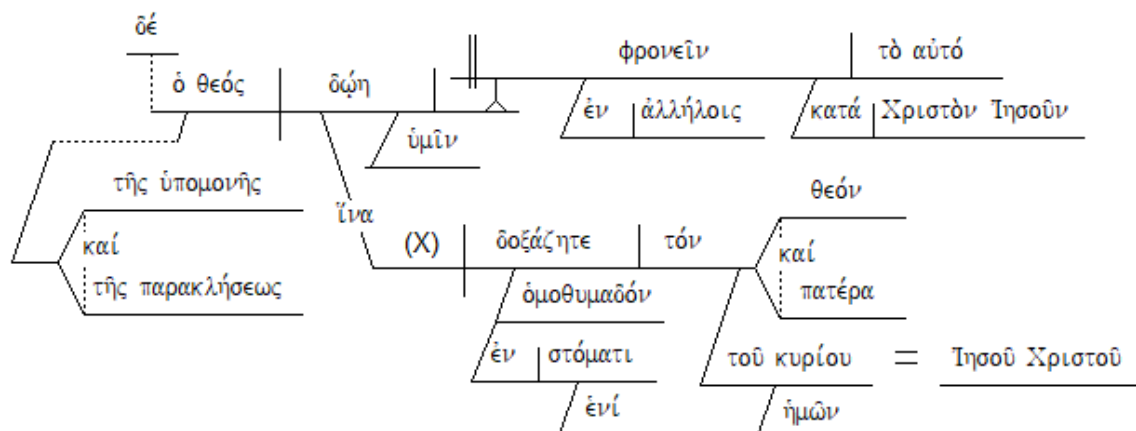 δέ
ὁ θεός δῴη φρονεῖν τὸ αὐτό
ὑμῖν ἐν ἀλλήλοις κατά Χριστὸν Ἰησοῦν
τῆς ὑπομονῆς
καί
τῆς παρακλήσεως
ἵνα
(X) δοξάζητε τόν
θεόν
καί
πατέρα
ὁμοθυμαδόν
ἐν στόματι
ἑνί
τοῦ κυρίου = Ἰησοῦ Χριστοῦ
ἡμῶν